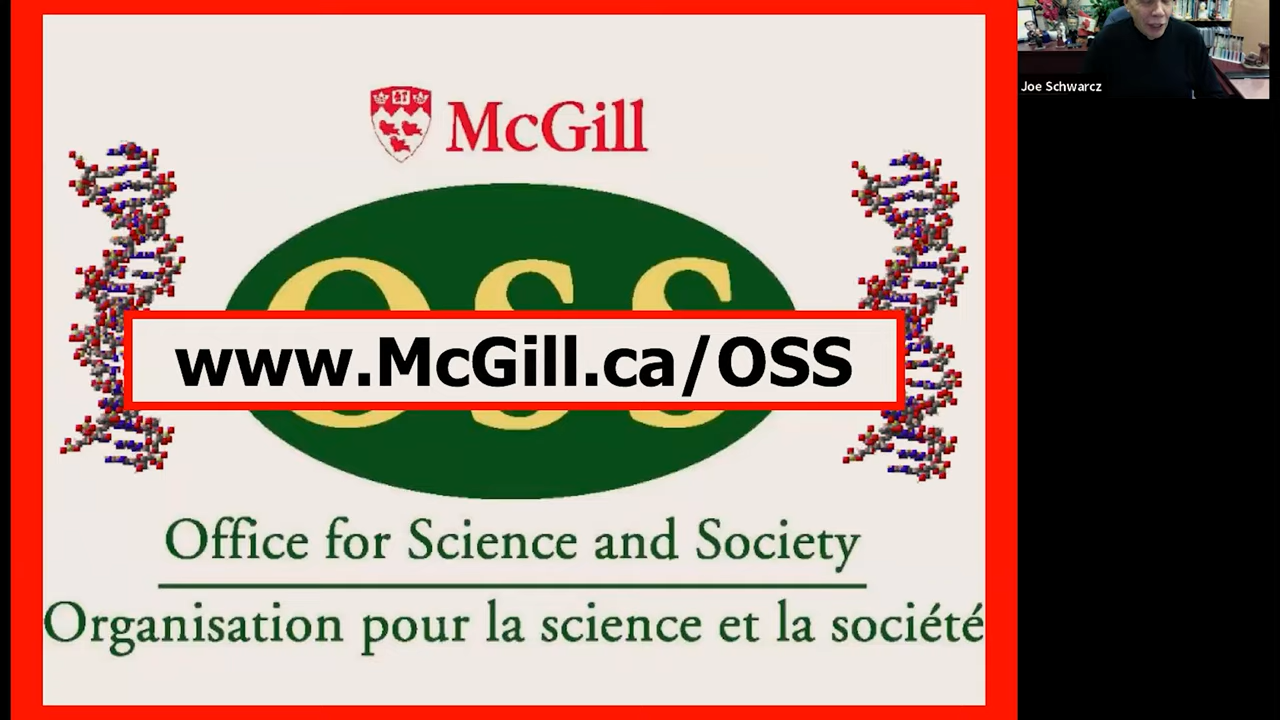 McGill
OSS
www.McGill.ca/OSS
Office for Science and Society
Organisation pour la science et la société
Joe Schwarcz